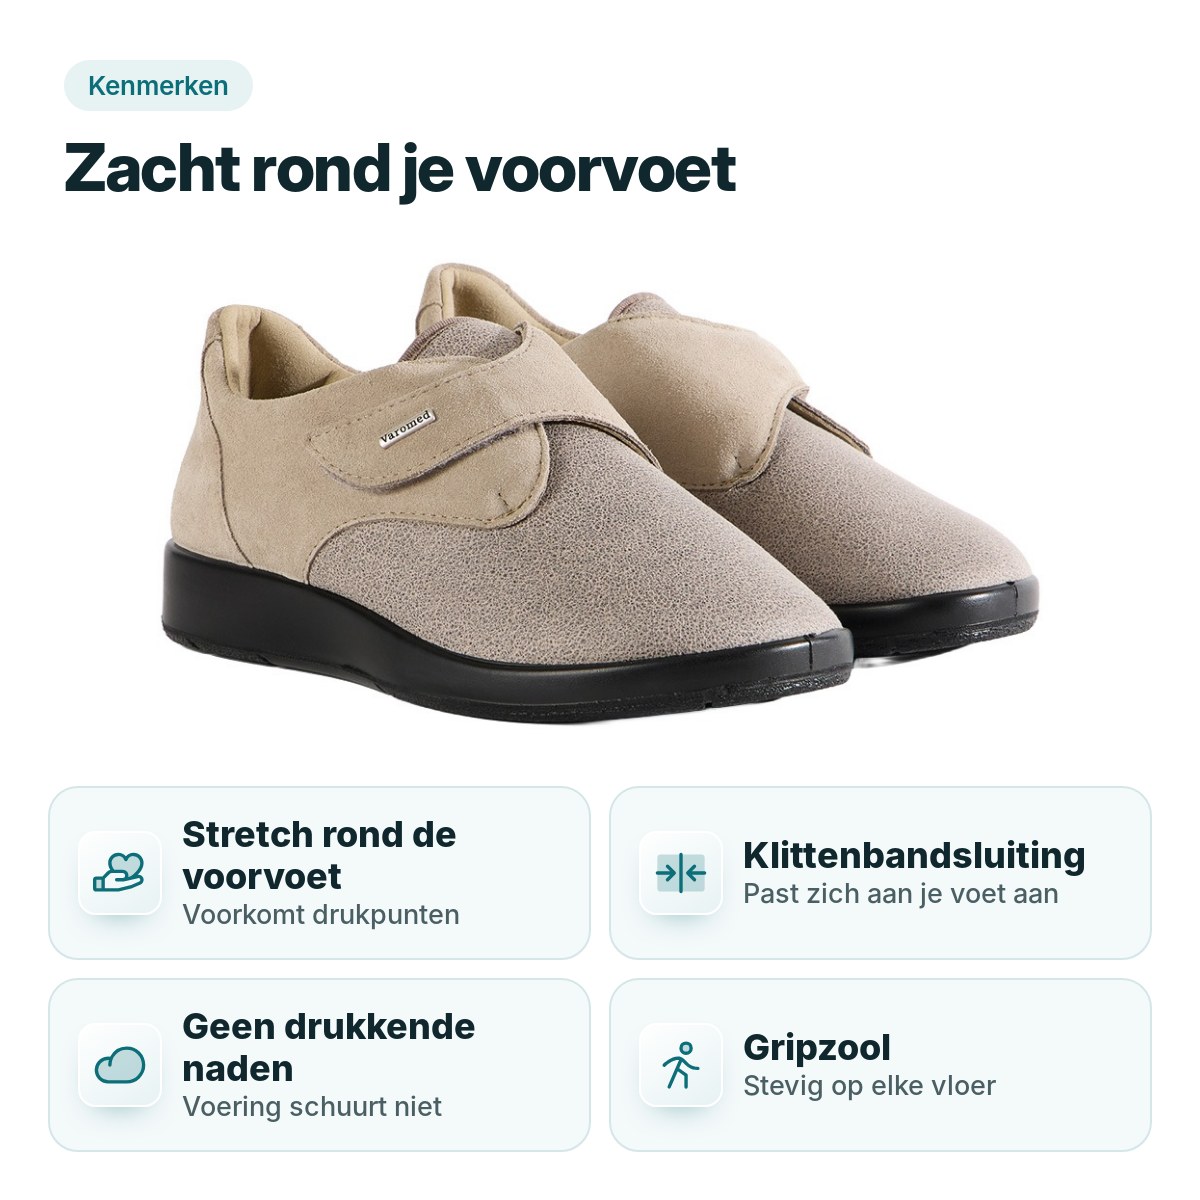 Kenmerken
Zacht rond je voorvoet
Varomed
Stretch rond de
voorvoet
Voorkomt drukpunten
Klittenbandsluiting
Past zich aan je voet aan
Geen drukkende
naden
Voering schuurt niet
Gripzool
Stevig op elke vloer